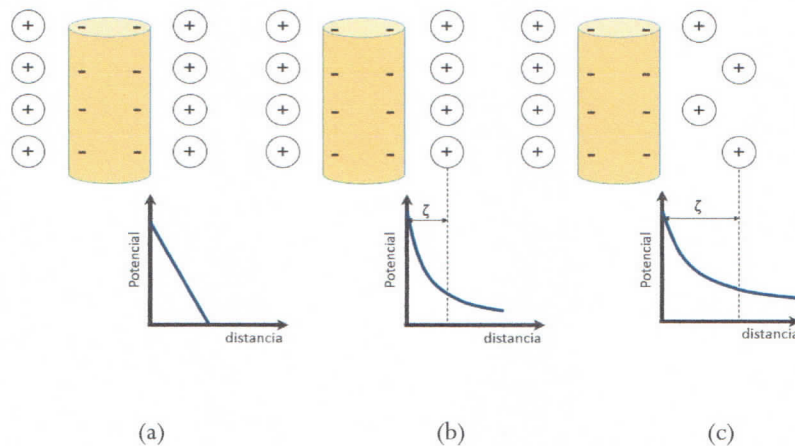 ζ
ζ
Potencial
Potencial
Potencial
distancia
distancia
distancia
(a)
(b)
(c)